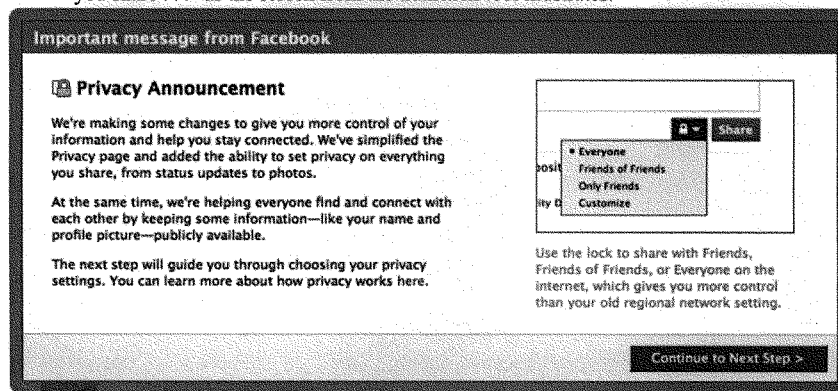 Important message from Facebook
Privacy Announcement
We're making some changes to give you more control of your
information and help you stay connected. We've simplified the
Privacy page and added the ability to set privacy on everything
you share, from status updates to photos.
At the same time, we're helping everyone find and connect with
each other by keeping some information—like your name and
profile picture—publicly available.
The next step will guide you through choosing your privacy
settings. You can learn more about how privacy works here.
Share
• Everyone
Friends of Friends
Only Friends
Customize
Use the lock to share with Friends,
Friends of Friends, or Everyone on the
internet, which gives you more control
than your old regional network setting.
Continue to Next Step >